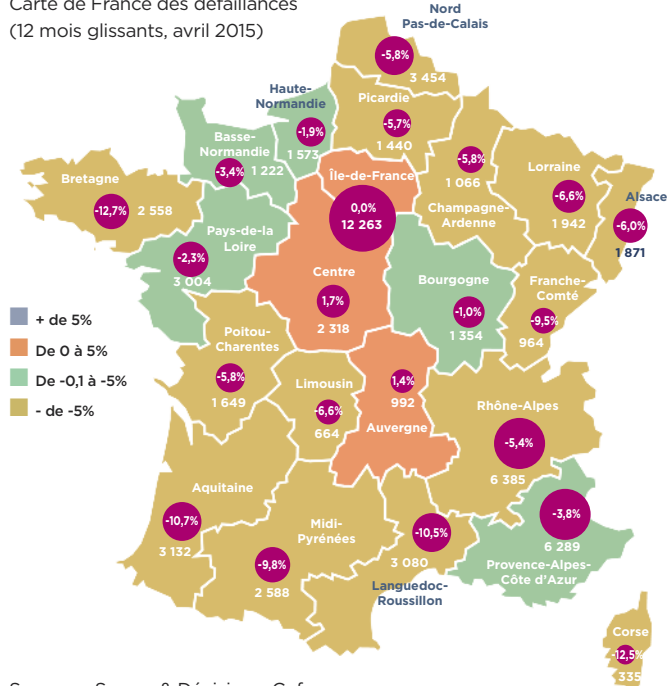 Carte de France des défaillances
(12 mois glissants, avril 2015)
Nord
Pas-de-Calais
-5,8%
3 454
Haute-
Normandie
-1,9%
1 573
Picardie
-5,7%
1 440
Basse-
Normandie
-3,4% 1 222
-5,8%
1 066
Champagne-
Ardenne
Lorraine
-6,6%
1 942
Alsace
-6,0%
1 871
Bretagne
-12,7% 2 558
Île-de-France
0,0%
12 263
Pays-de-la
Loire
-2,3%
3 004
Centre
1,7%
2 318
Bourgogne
-1,0%
1 354
Franche-
Comté
-9,5%
964
+ de 5%
De 0 à 5%
De -0,1 à -5%
- de -5%
Poitou-
Charentes
-5,8%
1 649
Limousin
-6,6%
664
1,4%
992
Auvergne
Rhône-Alpes
-5,4%
6 385
Aquitaine
-10,7%
3 132
Midi-
Pyrénées
-9,8%
2 588
-10,5%
3 080
Languedoc-
Roussillon
-3,8%
6 289
Provence-Alpes-
Côte d'Azur
Corse
-12,5%
335